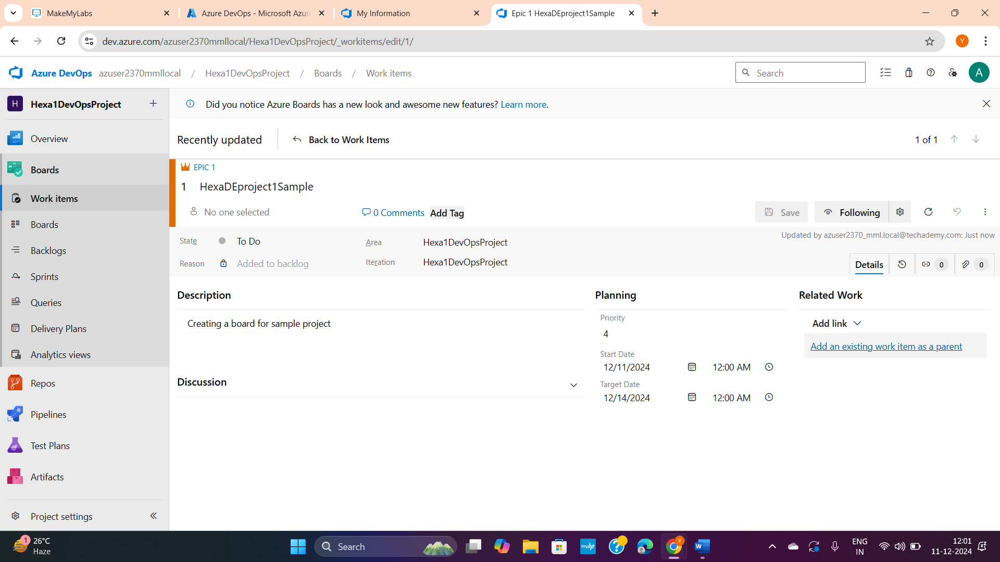 MakeMyLabs
Azure DevOps - Microsoft Azur
My Information
Epic 1 HexaDEproject1Sample
dev.azure.com/azuser2370mmllocal/Hexa1DevOpsProject/_workitems/edit/1/
Y
Azure DevOps azuser2370mmllocal / Hexa1DevOpsProject / Boards / Work items
Search
A
H Hexa1DevOpsProject
Did you notice Azure Boards has a new look and awesome new features? Learn more.
Overview
Boards
Work items
Boards
Backlogs
Sprints
Queries
Delivery Plans
Analytics views
Repos
Pipelines
Test Plans
Artifacts
Project settings
Recently updated
Back to Work Items
1 of 1
EPIC 1
1 HexaDEproject1Sample
No one selected
0 Comments
Add Tag
Save
Following
State To Do
Area Hexa1DevOpsProject
Updated by azuser2370_mml.local@techademy.com: Just now
Reason Added to backlog
Iteration Hexa1DevOpsProject
Details
0
0
Description
Creating a board for sample project
Discussion
Planning
Priority
4
Start Date
12/11/2024 12:00 AM
Target Date
12/14/2024 12:00 AM
Related Work
Add link
Add an existing work item as a parent
1
26°C
Haze
Search
myhp
Y
W
ENG
IN
12:01
11-12-2024